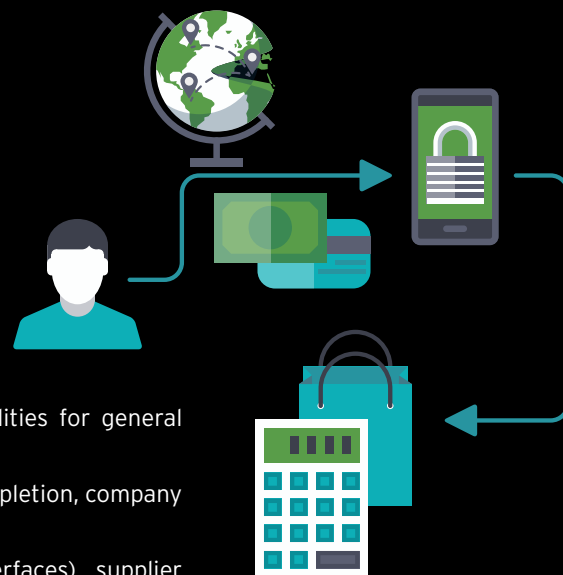 lities for general
pletion, company
erfaces) supplier